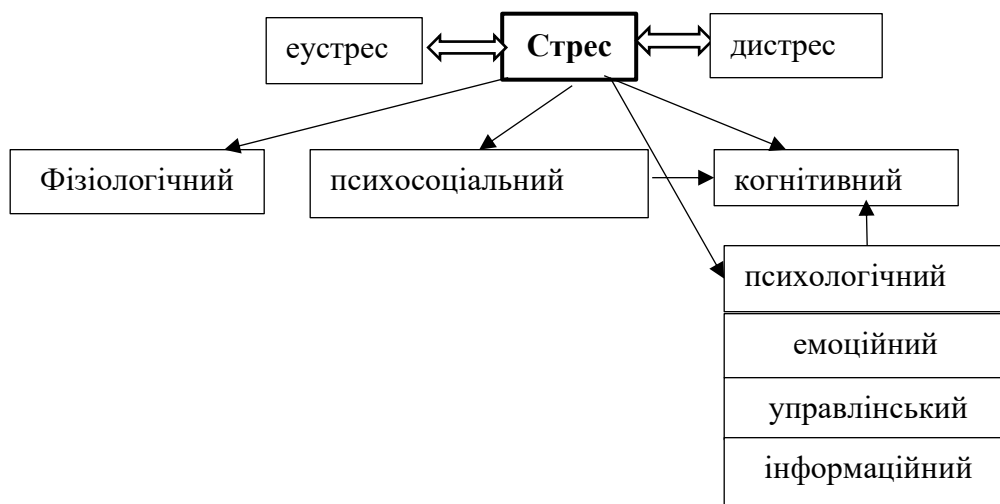 еустрес
Стрес
дистрес
Фізіологічний
психосоціальний
когнітивний
психологічний
емоційний
управлінський
інформаційний